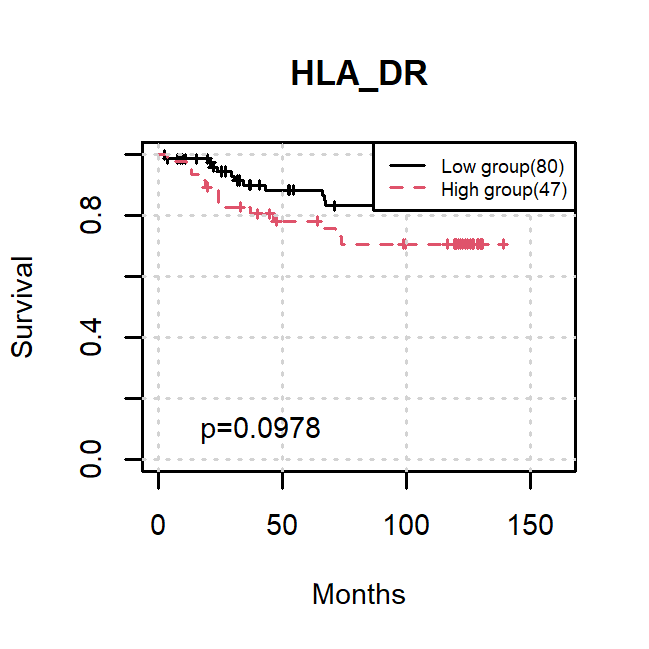 HLA_DR
Low group(80)
High group(47)
Survival
0.8
0.4
0.0
p=0.0978
0 50 100 150
Months